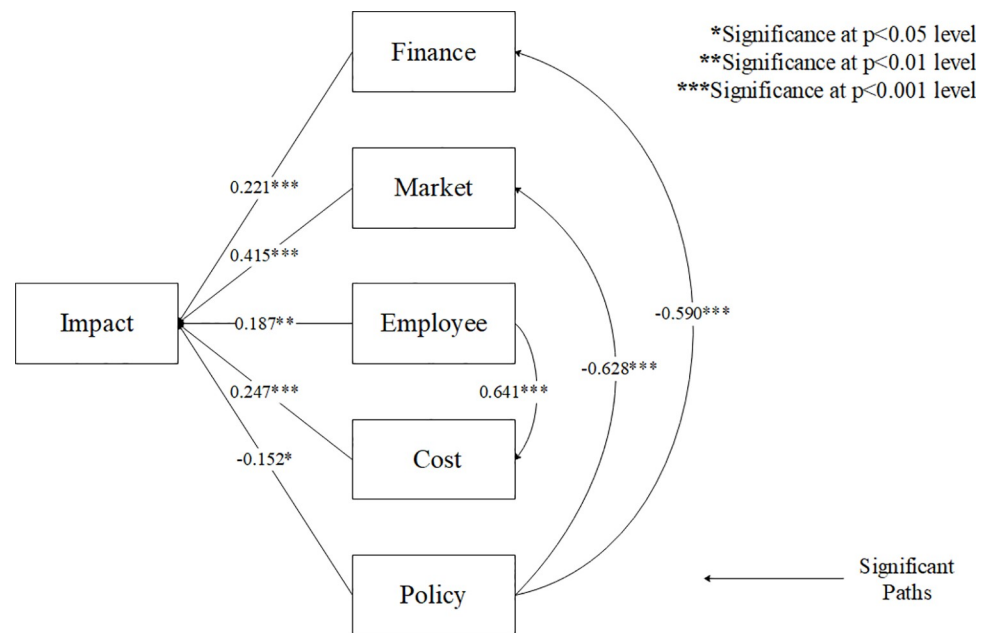 Finance
*Significance at p<0.05 level
**Significance at p<0.01 level
***Significance at p<0.001 level
0.221***
Market
0.415***
Impact
0.187**
Employee
-0.590***
-0.628***
0.247***
0.641***
-0.152*
Cost
Policy
Significant
Paths